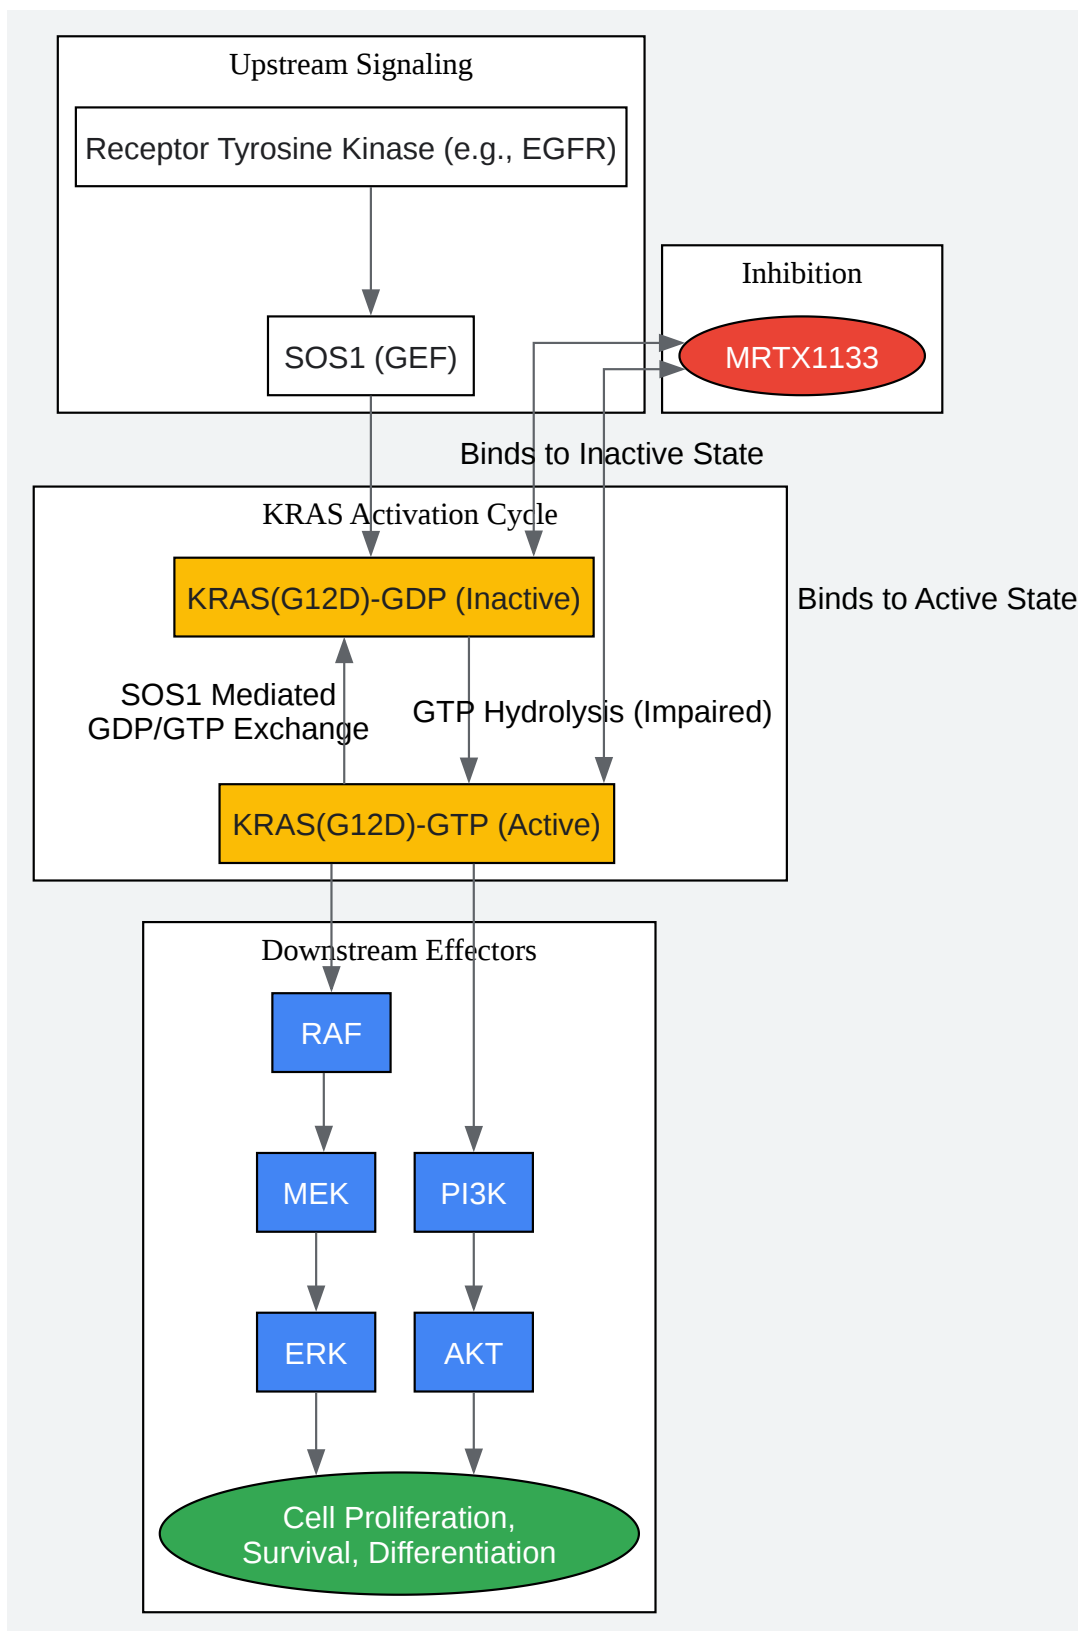 Upstream Signaling
Receptor Tyrosine Kinase (e.g., EGFR)
Inhibition
SOS1 (GEF)
MRTX1133
Binds to Inactive State
KRAS Activation Cycle
KRAS(G12D)-GDP (Inactive)
Binds to Active State
SOS1 Mediated
GDP/GTP Exchange
GTP Hydrolysis (Impaired)
KRAS(G12D)-GTP (Active)
Downstream Effectors
RAF
MEK
PI3K
ERK
AKT
Cell Proliferation,
Survival, Differentiation